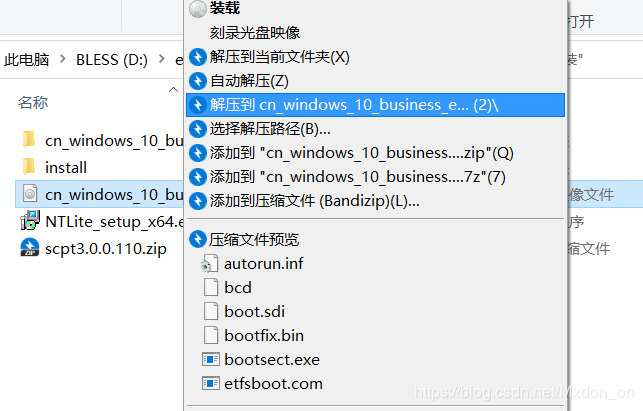 装载
打开
刻录光盘映像
此电脑 > BLESS (D:) > e
解压到当前文件夹(X)
名称
自动解压(Z)
解压到 cn_windows_10_business_e... (2)\
cn_windows_10_bu
解压选择路径(B)...
install
添加到 "cn_windows_10_business....zip"(Q)
cn_windows_10_bu
添加到 "cn_windows_10_business....7z"(7)
像文件
NTLite_setup_x64.e
添加到压缩文件 (Bandizip)(L)...
序
scpt3.0.0.110.zip
压缩文件预览
缩文件
autorun.inf
bcd
boot.sdi
bootfix.bin
bootsect.exe
etfsboot.com
https://blog.csdn.net/Mxdon_on